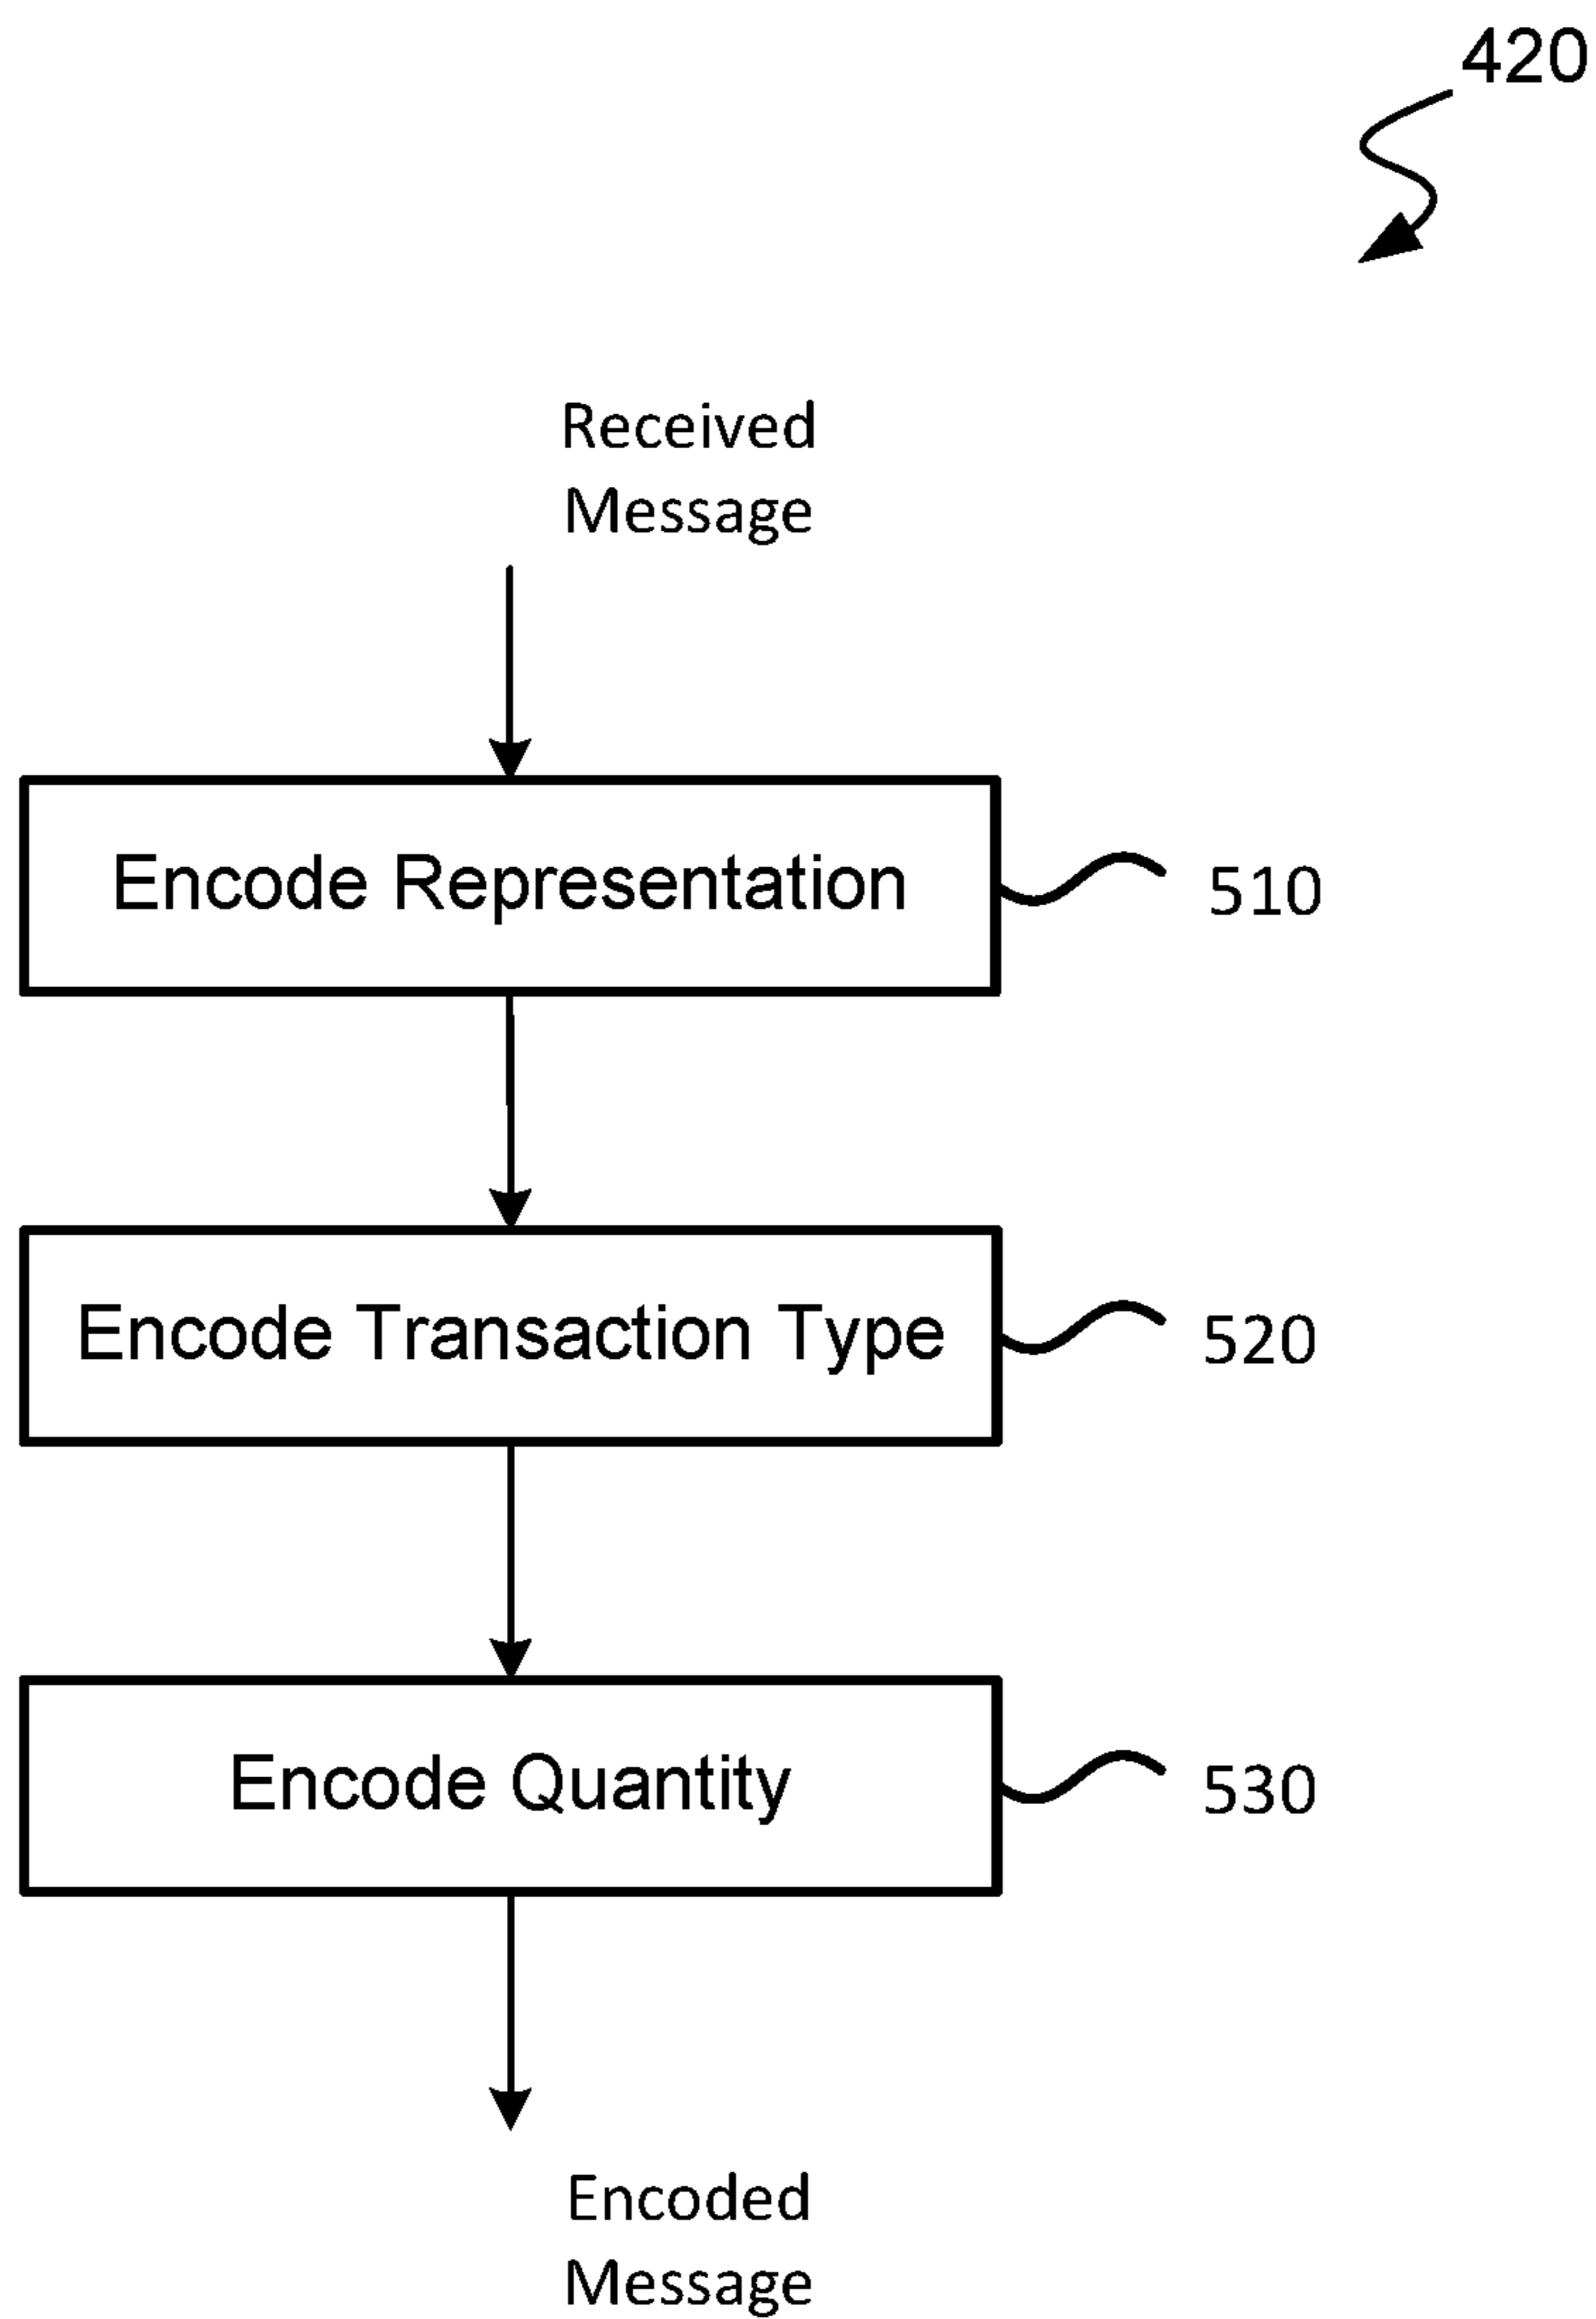 420
Received
Message
Encode Representation
510
Encode Transaction Type
520
Encode Quantity
530
Encoded
Message